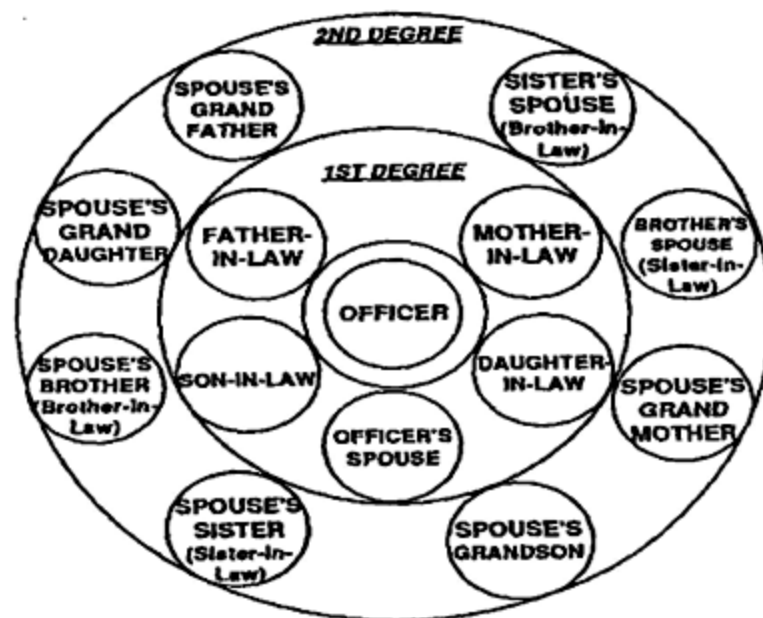 2ND DEGREE
SPOUSE'S
GRAND
FATHER
SISTER'S
SPOUSE
(Brother-in-
Law)
1ST DEGREE
SPOUSE'S
GRAND
DAUGHTER
FATHER-
IN-LAW
MOTHER-
IN-LAW
BROTHER'S
SPOUSE
(Sister-in-
Law)
OFFICER
SPOUSE'S
BROTHER
(Brother-in-
Law)
SON-IN-LAW
DAUGHTER-
IN-LAW
SPOUSE'S
GRAND
MOTHER
OFFICER'S
SPOUSE
SPOUSE'S
SISTER
(Sister-in-
Law)
SPOUSE'S
GRANDSON